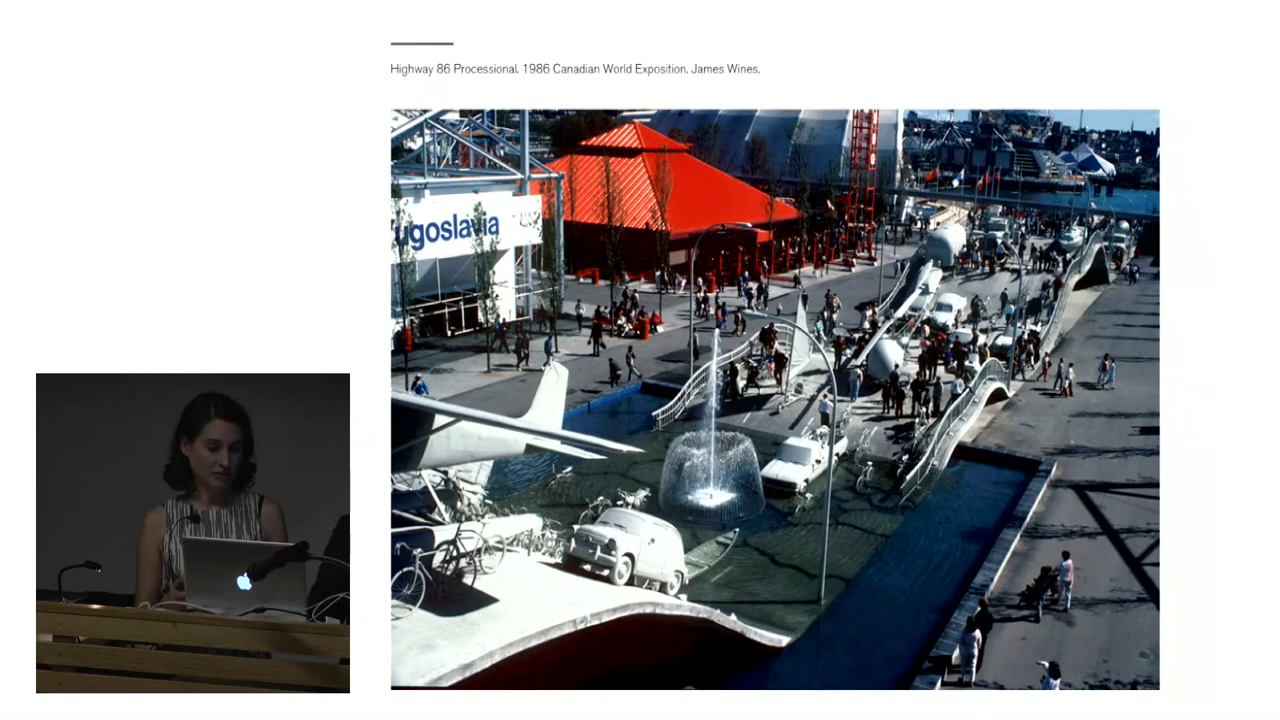 Highway 86 Processional. 1986 Canadian World Exposition. James Wines.
ugoslavia